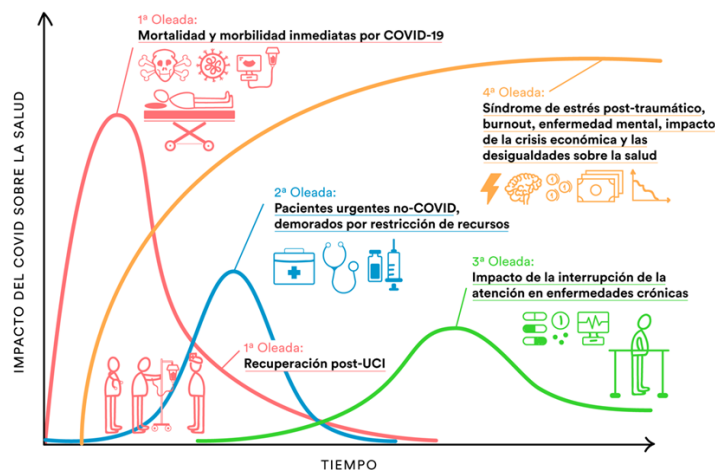 1ª Oleada:
Mortalidad y morbilidad inmediatas por COVID-19
4ª Oleada:
Síndrome de estrés post-traumático,
burnout, enfermedad mental, impacto
de la crisis económica y las
desigualdades sobre la salud
2ª Oleada:
Pacientes urgentes no-COVID,
demorados por restricción de recursos
3ª Oleada:
Impacto de la interrupción de la
atención en enfermedades crónicas
1ª Oleada:
Recuperación post-UCI
IMPACTO DEL COVID SOBRE LA SALUD
TIEMPO